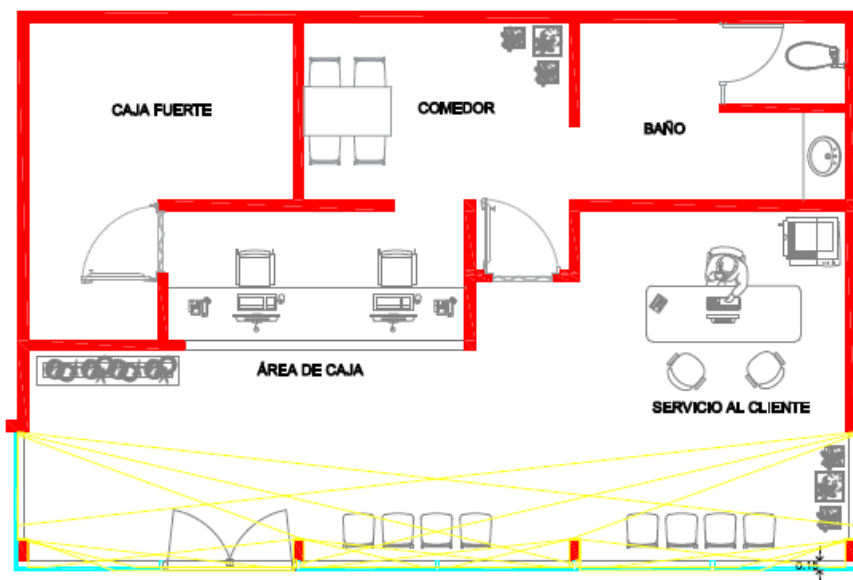 CAJA FUERTE
COMEDOR
BAÑO
ÁREA DE CAJA
SERVICIO AL CLIENTE